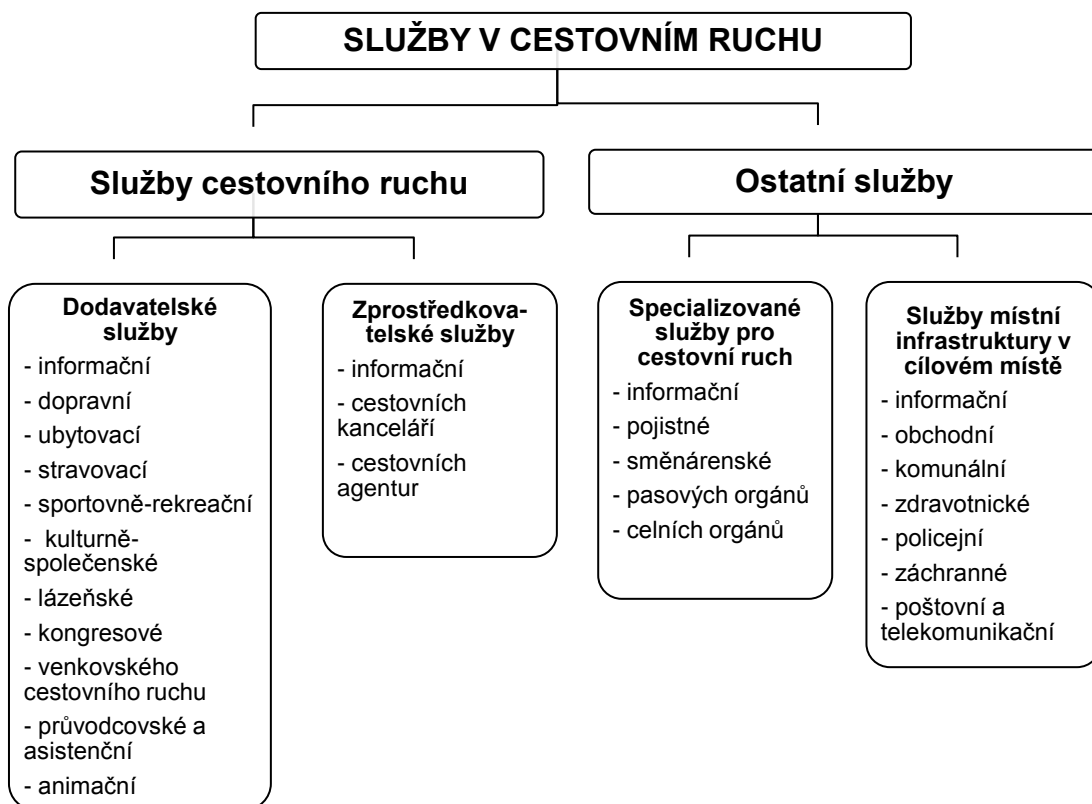 SLUŽBY V CESTOVNÍM RUCHU
Služby cestovního ruchu
Ostatní služby
Dodavatelské
služby
- informační
- dopravní
- ubytovací
- stravovací
- sportovně-rekreační
- kulturně-
společenské
- lázeňské
- kongresové
- venkovského
cestovního ruchu
- průvodcovské a
asistenční
- animační
Zprostředkova-
telské služby
- informační
- cestovních
kanceláří
- cestovních
agentur
Specializované
služby pro
cestovní ruch
- informační
- pojistné
- směnárenské
- pasových orgánů
- celních orgánů
Služby místní
infrastruktury v
cílovém místě
- informační
- obchodní
- komunální
- zdravotnické
- policejní
- záchranné
- poštovní a
telekomunikační